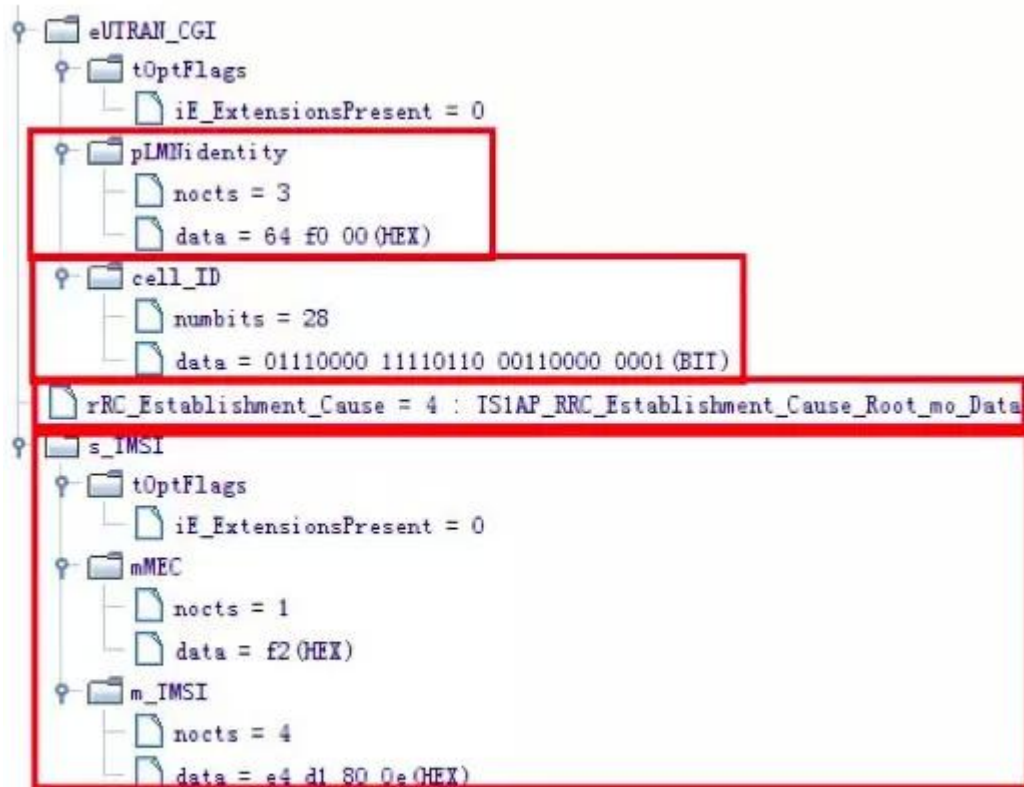 eUTRAN_CGI
tOptFlags
iE_ExtensionsPresent = 0
pLMNidentity
nocts = 3
data = 64 f0 00(HEX)
cell_ID
numbits = 28
data = 01110000 11110110 00110000 0001(BIT)
rRC_Establishment_Cause = 4 : TS1AP_RRC_Establishment_Cause_Root_mo_Data
s_IMSI
tOptFlags
iE_ExtensionsPresent = 0
mMEC
nocts = 1
data = f2(HEX)
m_IMSI
nocts = 4
data = e4 d1 80 0e(HEX)